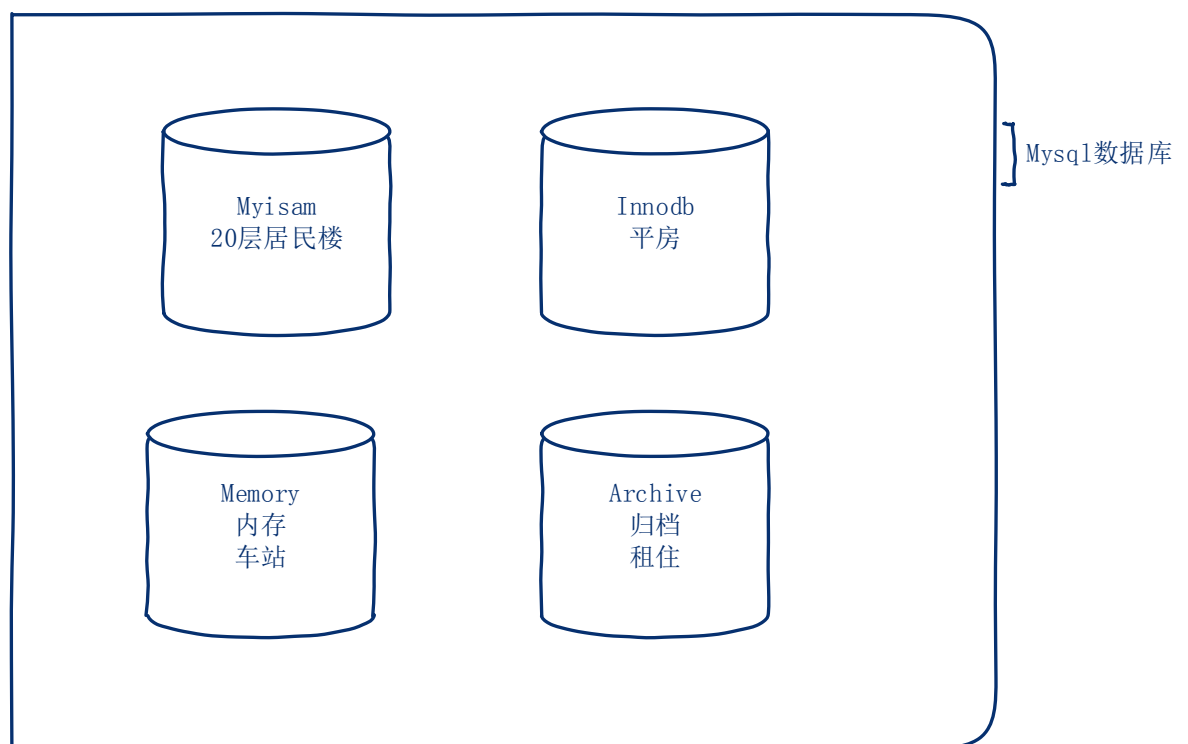 Mysql数据库
Myisam
20层居民楼
Innodb
平房
Memory
内存
车站
Archive
归档
租住